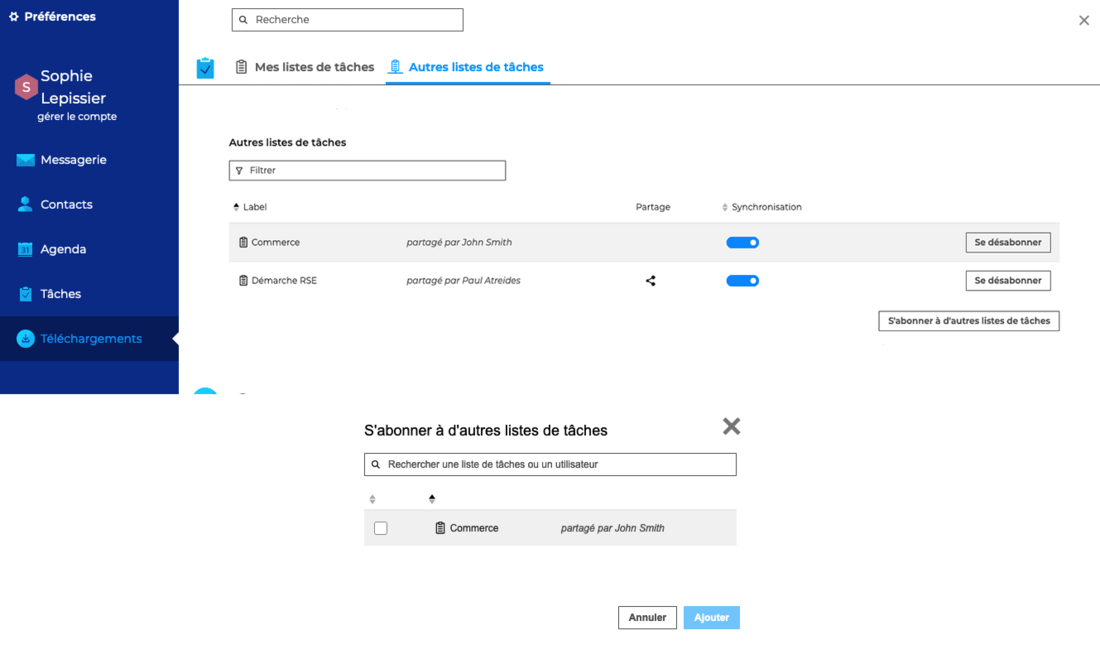 Préférences
Recherche
Sophie
Lepissier
S
gérer le compte
Mes listes de tâches
Autres listes de tâches
Messagerie
Contacts
31
Agenda
Tâches
Téléchargements
Autres listes de tâches
Filtrer
Label Partage Synchronisation
Commerce partagé par John Smith Se désabonner
Démarche RSE partagé par Paul Atreides Se désabonner
S'abonner à d'autres listes de tâches
S'abonner à d'autres listes de tâches
Rechercher une liste de tâches ou un utilisateur
Commerce partagé par John Smith
Annuler Ajouter